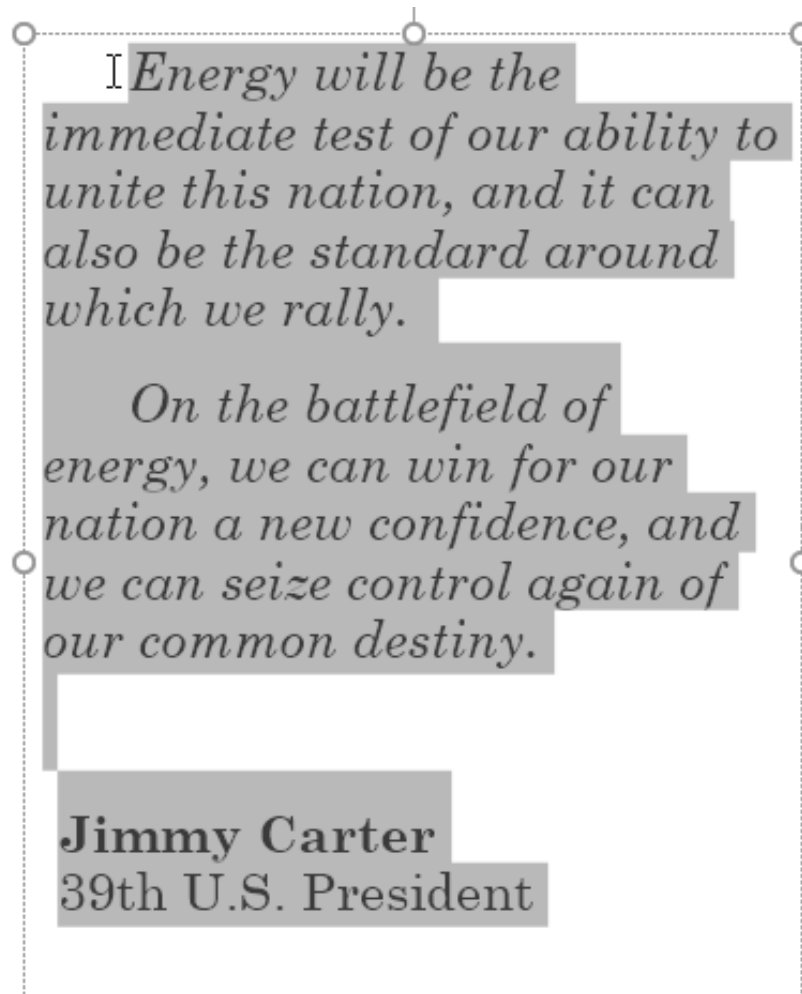 Energy will be the
immediate test of our ability to
unite this nation, and it can
also be the standard around
which we rally.
On the battlefield of
energy, we can win for our
nation a new confidence, and
we can seize control again of
our common destiny.
Jimmy Carter
39th U.S. President